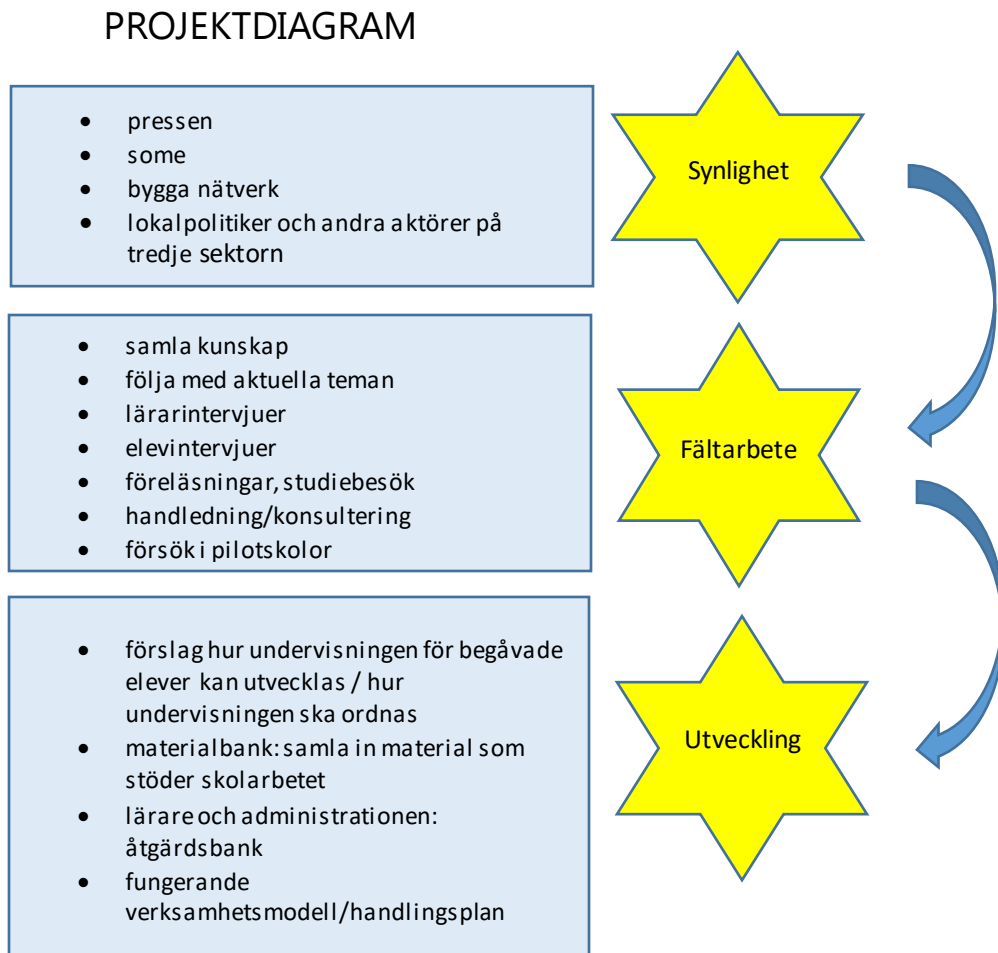 PROJEKTDIAGRAM
• pressen
• some
• bygga nätverk
• lokalpolitiker och andra aktörer på
tredje sektorn
Synlighet
• samla kunskap
• följa med aktuella teman
• lärarintervjuer
• elevintervjuer
• föreläsningar, studiebesök
• handledning/konsultering
• försök i pilotskolor
Fältarbete
• förslag hur undervisningen för begåvade
elever kan utvecklas / hur
undervisningen ska ordnas
• materialbank: samla in material som
stöder skolarbetet
• lärare och administrationen:
åtgärdsbank
• fungerande
verksamhetsmodell/handlingsplan
Utveckling